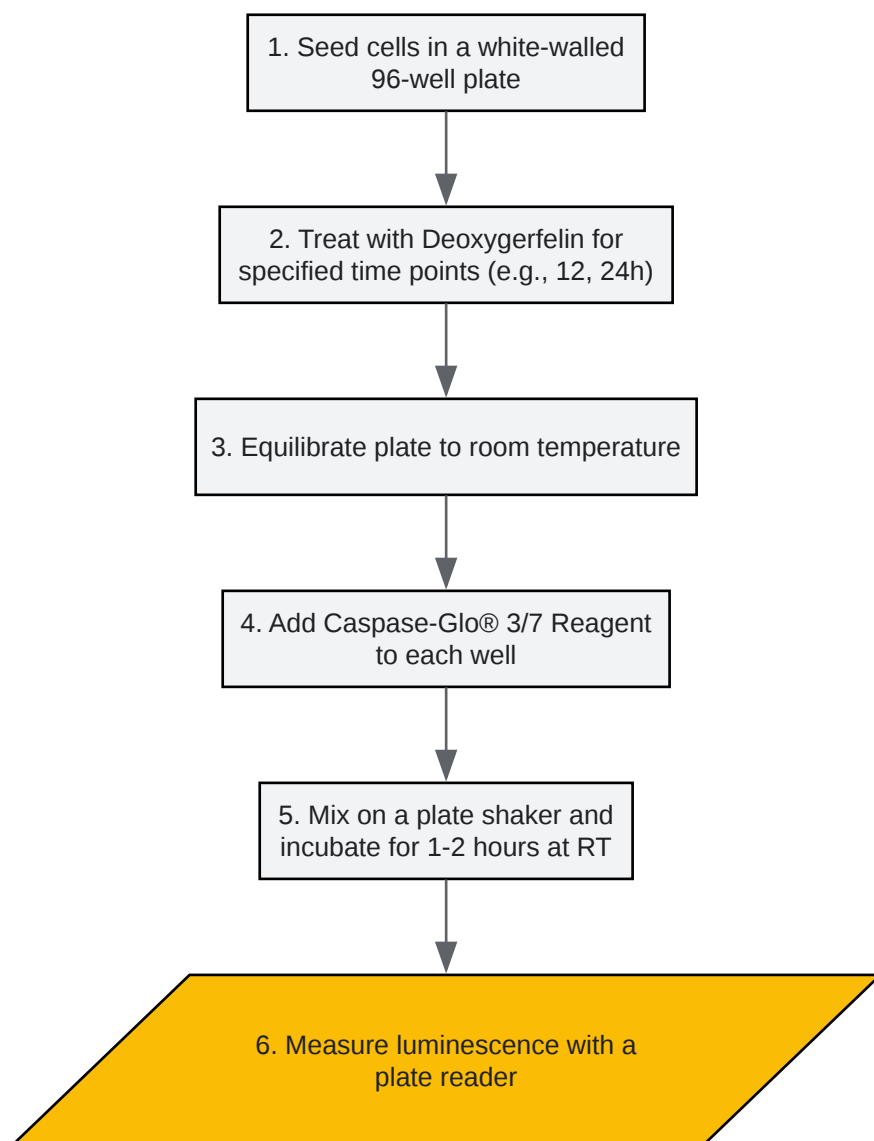 1. Seed cells in a white-walled
96-well plate
2. Treat with Deoxygerfelin for
specified time points (e.g., 12, 24h)
3. Equilibrate plate to room temperature
4. Add Caspase-Glo® 3/7 Reagent
to each well
5. Mix on a plate shaker and
incubate for 1-2 hours at RT
6. Measure luminescence with a
plate reader